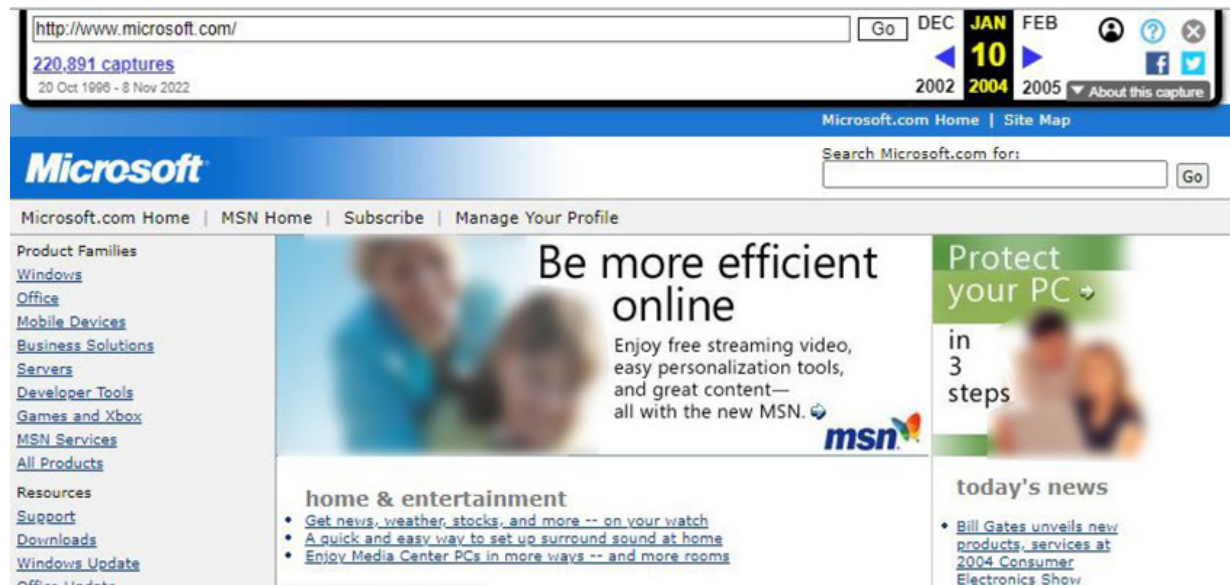 http://www.microsoft.com/
Go
DEC JAN FEB
220,891 captures
10
20 Oct 1996 - 8 Nov 2022
2002 2004 2005
About this capture
Microsoft.com Home | Site Map
Microsoft
Search Microsoft.com for:
Go
Microsoft.com Home | MSN Home | Subscribe | Manage Your Profile
Product Families
Windows
Office
Mobile Devices
Business Solutions
Servers
Developer Tools
Games and Xbox
MSN Services
All Products
Resources
Support
Downloads
Windows Update
Office Update
Be more efficient
online
Enjoy free streaming video,
easy personalization tools,
and great content—
all with the new MSN.
msn
home & entertainment
Get news, weather, stocks, and more -- on your watch
A quick and easy way to set up surround sound at home
Enjoy Media Center PCs in more ways -- and more rooms
Protect
your PC
in
3
steps
today's news
Bill Gates unveils new
products, services at
2004 Consumer
Electronics Show